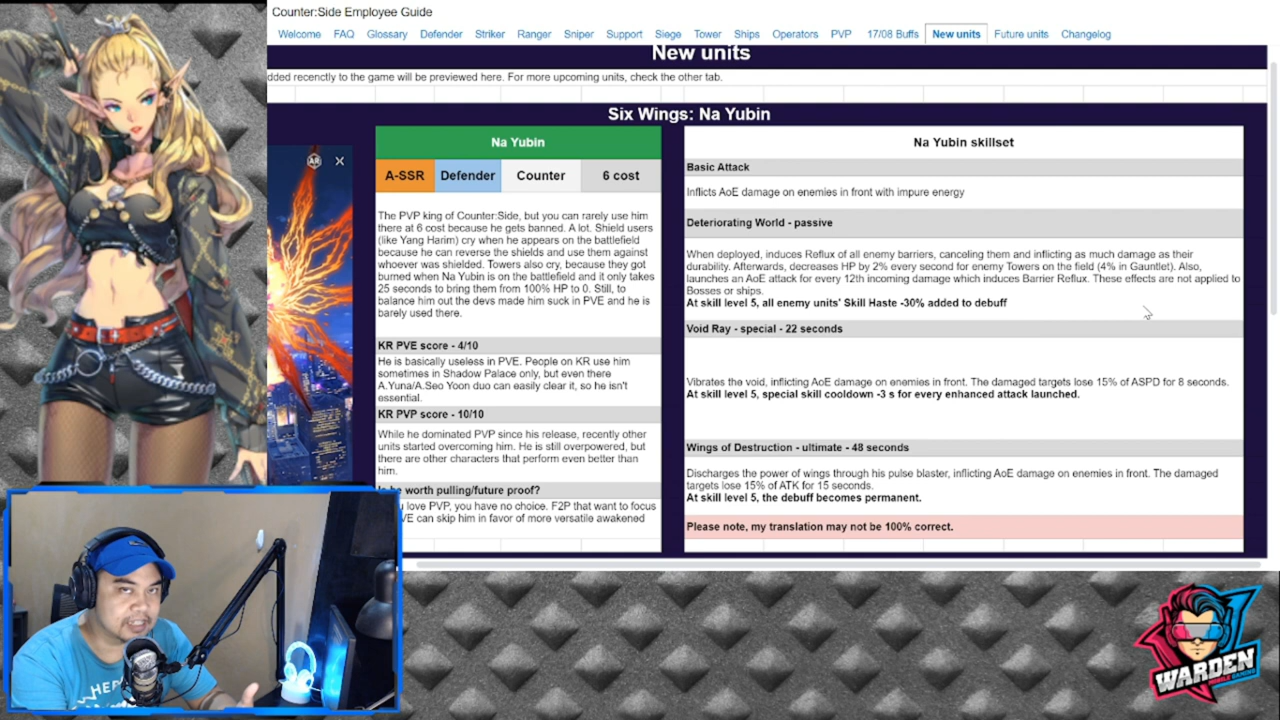 Counter:Side Employee Guide
Welcome FAQ Glossary Defender Striker Ranger Sniper Support Siege Tower Ships Operators PVP 17/08 Buffs New units Future units Changelog
New units
dded recenctly to the game will be previewed here. For more upcoming units, check the other tab.
Six Wings: Na Yubin
Na Yubin
A-SSR Defender Counter 6 cost
The PVP king of Counter:Side, but you can rarely use him
there at 6 cost because he gets banned. A lot. Shield users
(like Yang Harim) cry when he appears on the battlefield
because he can reverse the shields and use them against
whoever was shielded. Towers also cry, because they got
burned when Na Yubin is on the battlefield and it only takes
25 seconds to bring them from 100% HP to 0. Still, to
balance him out the devs made him suck in PVE and he is
barely used there.
KR PVE score - 4/10
He is basically useless in PVE. People on KR use him
sometimes in Shadow Palace only, but even there
A.Yuna/A.Seo Yoon duo can easily clear it, so he isn't
essential.
KR PVP score - 10/10
While he dominated PVP since his release, recently other
units started overcoming him. He is still overpowered, but
there are other characters that perform even better than
him.
he worth pulling/future proof?
love PVP, you have no choice. F2P that want to focus
can skip him in favor of more versatile awakened
Na Yubin skillset
Basic Attack
Inflicts AoE damage on enemies in front with impure energy
Deteriorating World - passive
When deployed, induces Reflux of all enemy barriers, canceling them and inflicting as much damage as their
durability. Afterwards, decreases HP by 2% every second for enemy Towers on the field (4% in Gauntlet). Also,
launches an AoE attack for every 12th incoming damage which induces Barrier Reflux. These effects are not applied to
Bosses or ships.
At skill level 5, all enemy units' Skill Haste -30% added to debuff
Void Ray - special - 22 seconds
Vibrates the void, inflicting AoE damage on enemies in front. The damaged targets lose 15% of ASPD for 8 seconds.
At skill level 5, special skill cooldown -3 s for every enhanced attack launched.
Wings of Destruction - ultimate - 48 seconds
Discharges the power of wings through his pulse blaster, inflicting AoE damage on enemies in front. The damaged
targets lose 15% of ATK for 15 seconds.
At skill level 5, the debuff becomes permanent.
Please note, my translation may not be 100% correct.
WARDEN
MOBILE GAMING